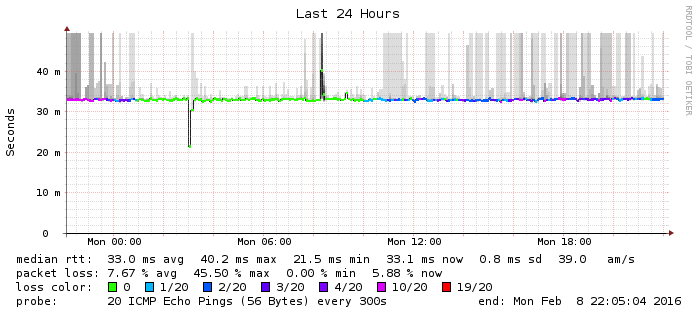 Last 24 Hours
RRDTOOL / TOBI OETIKER
Seconds
40 m
30 m
20 m
10 m
0
Mon 00:00 Mon 06:00 Mon 12:00 Mon 18:00
median rtt: 33.0 ms avg 40.2 ms max 21.5 ms min 33.1 ms now 0.8 ms sd 39.0 am/s
packet loss: 7.67 % avg 45.50 % max 0.00 % min 5.88 % now
loss color: 0 1/20 2/20 3/20 4/20 10/20 19/20
probe: 20 ICMP Echo Pings (56 Bytes) every 300s end: Mon Feb 8 22:05:04 2016